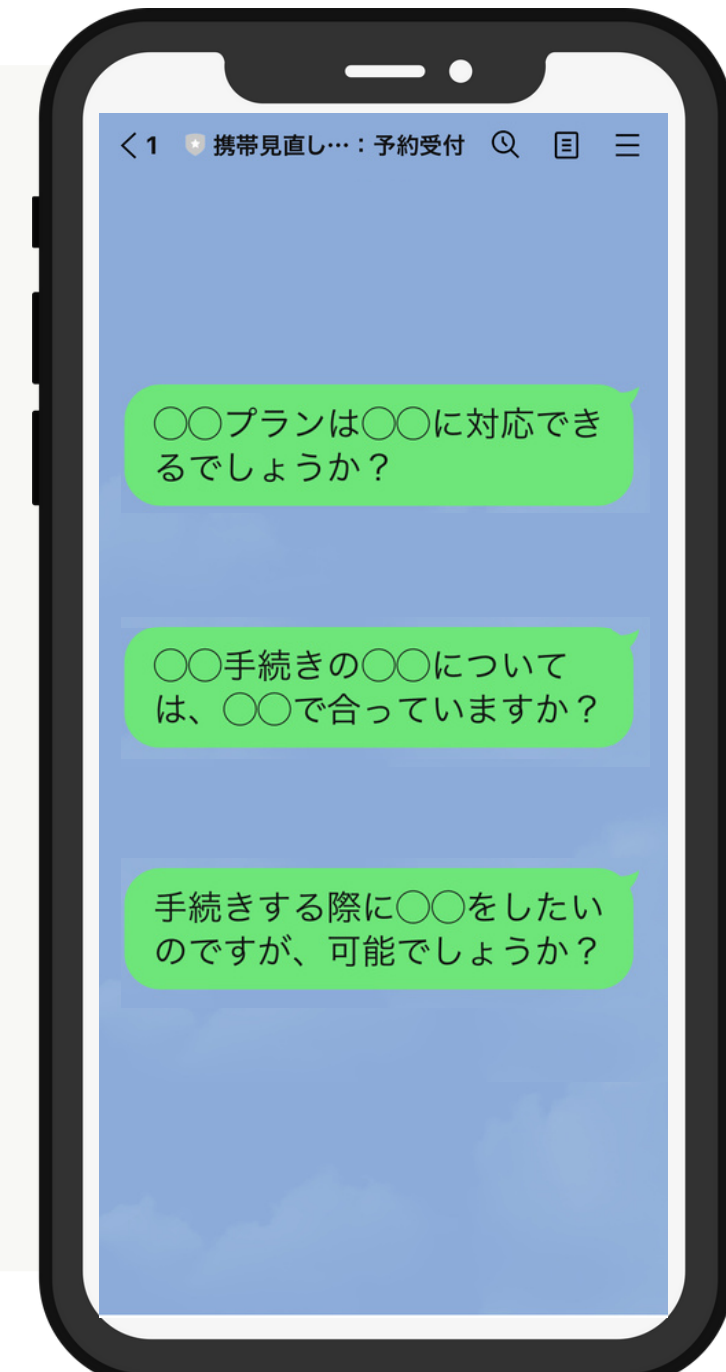 1 携帯見直し…：予約受付
◯◯プランは◯◯に対応でき
るでしょうか？
◯◯手続きの◯◯について
は、◯◯で合っていますか？
手続きする際に◯◯をしたい
のですが、可能でしょうか？